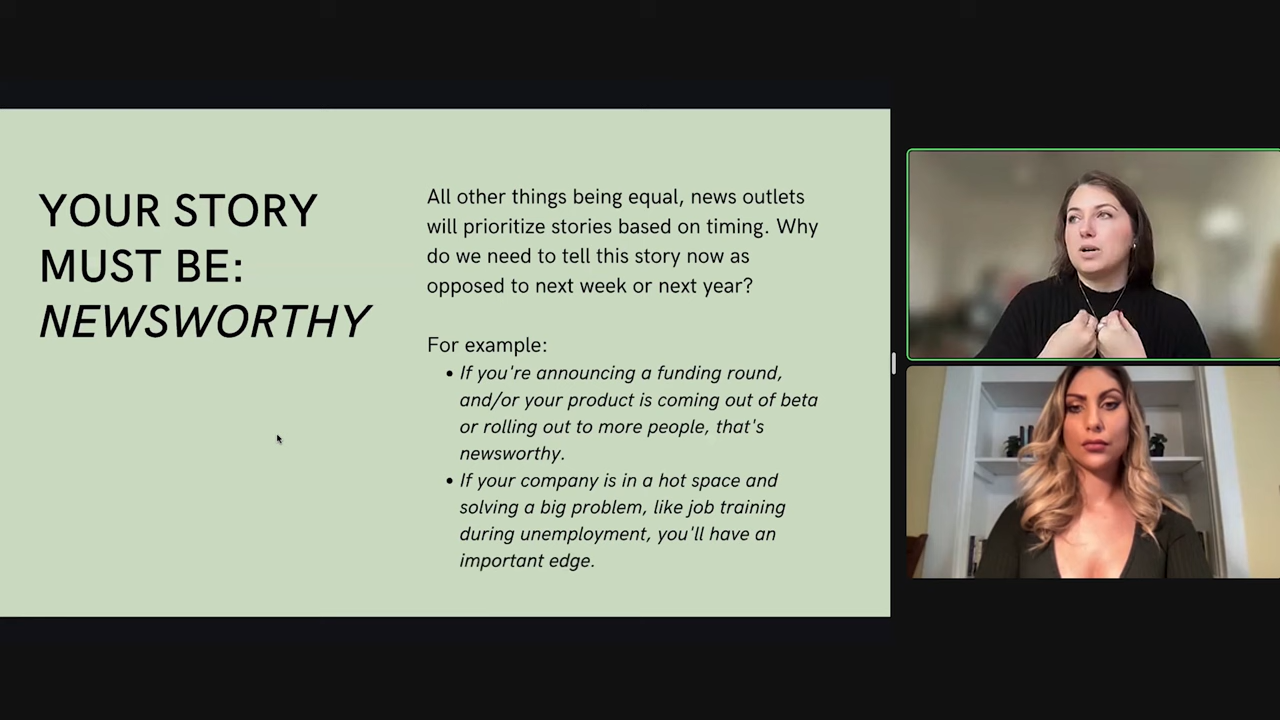 YOUR STORY
MUST BE:
NEWSWORTHY
All other things being equal, news outlets
will prioritize stories based on timing. Why
do we need to tell this story now as
opposed to next week or next year?
For example:
• If you're announcing a funding round,
and/or your product is coming out of beta
or rolling out to more people, that's
newsworthy.
• If your company is in a hot space and
solving a big problem, like job training
during unemployment, you'll have an
important edge.